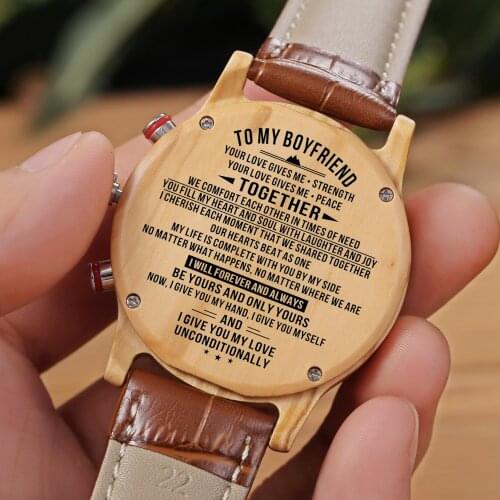 TO MY BOYFRIEND
YOUR LOVE GIVES ME • STRENGTH
YOUR LOVE GIVES ME • PEACE
TOGETHER
WE COMFORT EACH OTHER IN TIMES OF NEED
YOU FILL MY HEART AND SOUL WITH LAUGHTER AND JOY
I CHERISH EACH MOMENT THAT WE SHARED TOGETHER
OUR HEARTS BEAT AS ONE
MY LIFE IS COMPLETE WITH YOU BY MY SIDE
NO MATTER WHAT HAPPENS. NO MATTER WHERE WE ARE
I WILL FOREVER AND ALWAYS
BE YOURS AND ONLY YOURS
NOW, I GIVE YOU MY HAND. I GIVE YOU MYSELF
AND
I GIVE YOU MY LOVE
UNCONDITIONALLY
22